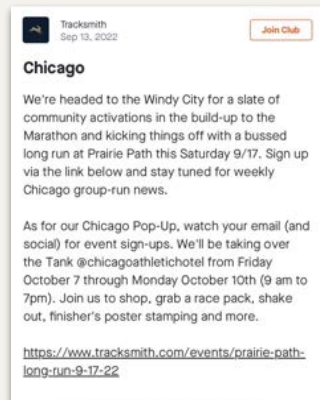 Tracksmith
Sep 13, 2022
Join Club
Chicago
We're headed to the Windy City for a slate of
community activations in the build-up to the
Marathon and kicking things off with a bussed
long run at Prairie Path this Saturday 9/17. Sign up
via the link below and stay tuned for weekly
Chicago group-run news.
As for our Chicago Pop-Up, watch your email (and
social) for event sign-ups. We'll be taking over
the Tank @chicagoathletichotel from Friday
October 7 through Monday October 10th (9 am to
7pm). Join us to shop, grab a race pack, shake
out, finisher's poster stamping and more.
https://www.tracksmith.com/events/prairie-path-
long-run-9-17-22